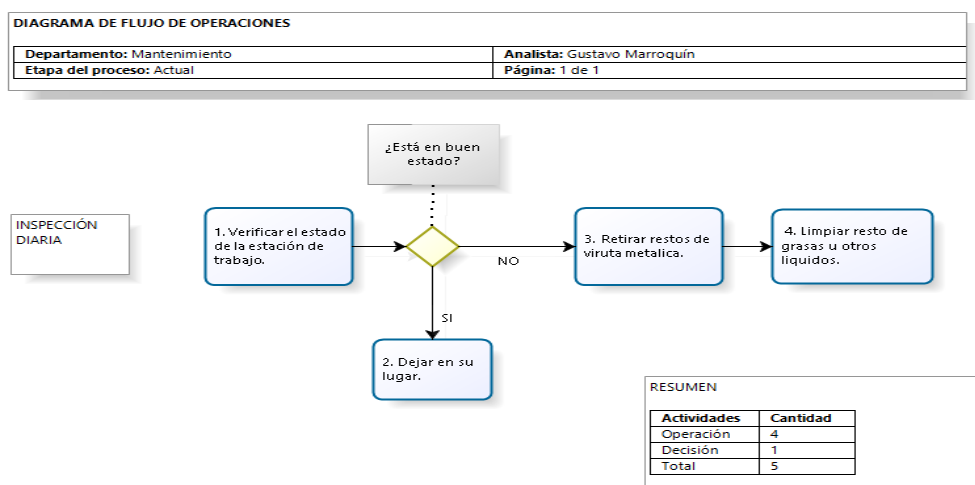 DIAGRAMA DE FLUJO DE OPERACIONES
Departamento: Mantenimiento
Analista: Gustavo Marroquín
Etapa del proceso: Actual
Página: 1 de 1
¿Está en buen
estado?
INSPECCIÓN
DIARIA
1. Verificar el estado
de la estación de
trabajo.
NO
3. Retirar restos de
viruta metalica.
4. Limpiar resto de
grasas u otros
liquidos.
SI
2. Dejar en su
lugar.
RESUMEN
Actividades Cantidad
Operación 4
Decisión 1
Total 5